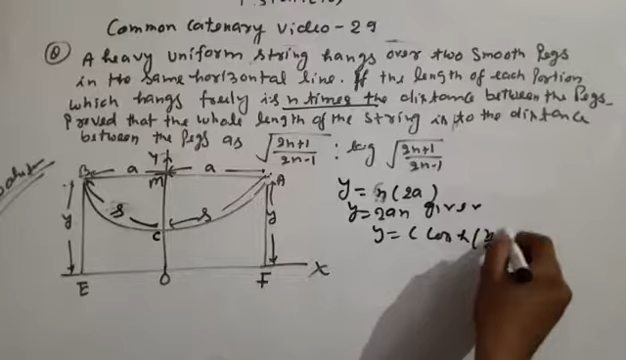 Common Catenary Video - 29
Q A heavy uniform string hangs over two smooth Pegs
in the same horizontal line. If the length of each Portion
which hangs freely is n times the distance between the Pegs.
Proved that the whole length of the string is to the distance
between the Pegs as √(2n+1/2n-1) : log √(2n+1/2n-1)
Y
B a M a A
y s s y
C
E O F X
y = n(2a)
y = 2an given
y = c cosh(x